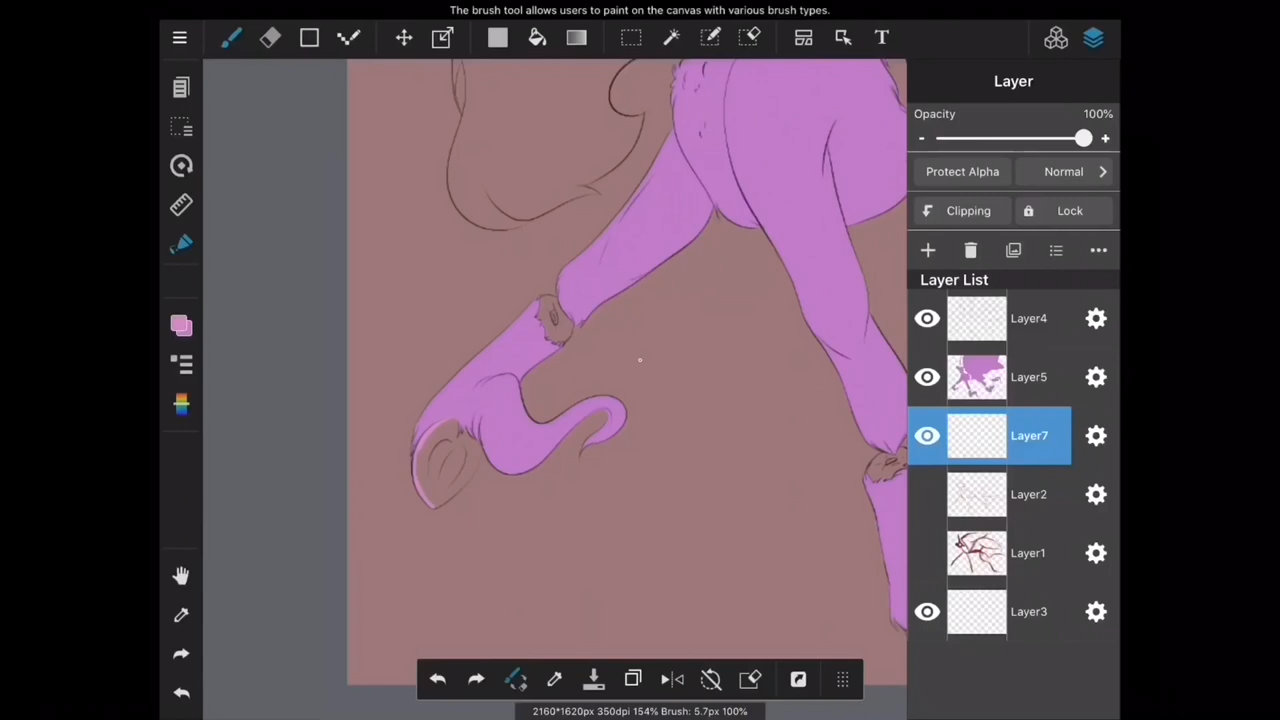 The brush tool allows users to paint on the canvas with various brush types.
T
Layer
Opacity 100%
- +
Protect Alpha Normal
Clipping Lock
Layer List
Layer4
Layer5
Layer7
Layer2
Layer1
Layer3
2160*1620px 350dpi 154% Brush: 5.7px 100%